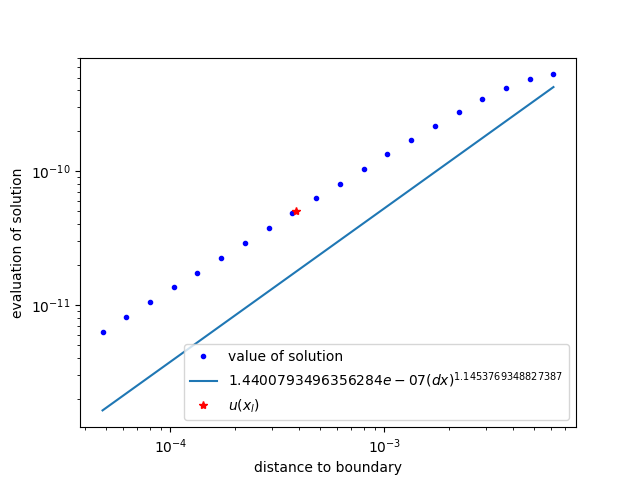 10⁻¹⁰
10⁻¹¹
evaluation of solution
value of solution
1.4400793496356284e − 07(dx)^1.1453769348827387
u(x_l)
10⁻⁴ 10⁻³
distance to boundary